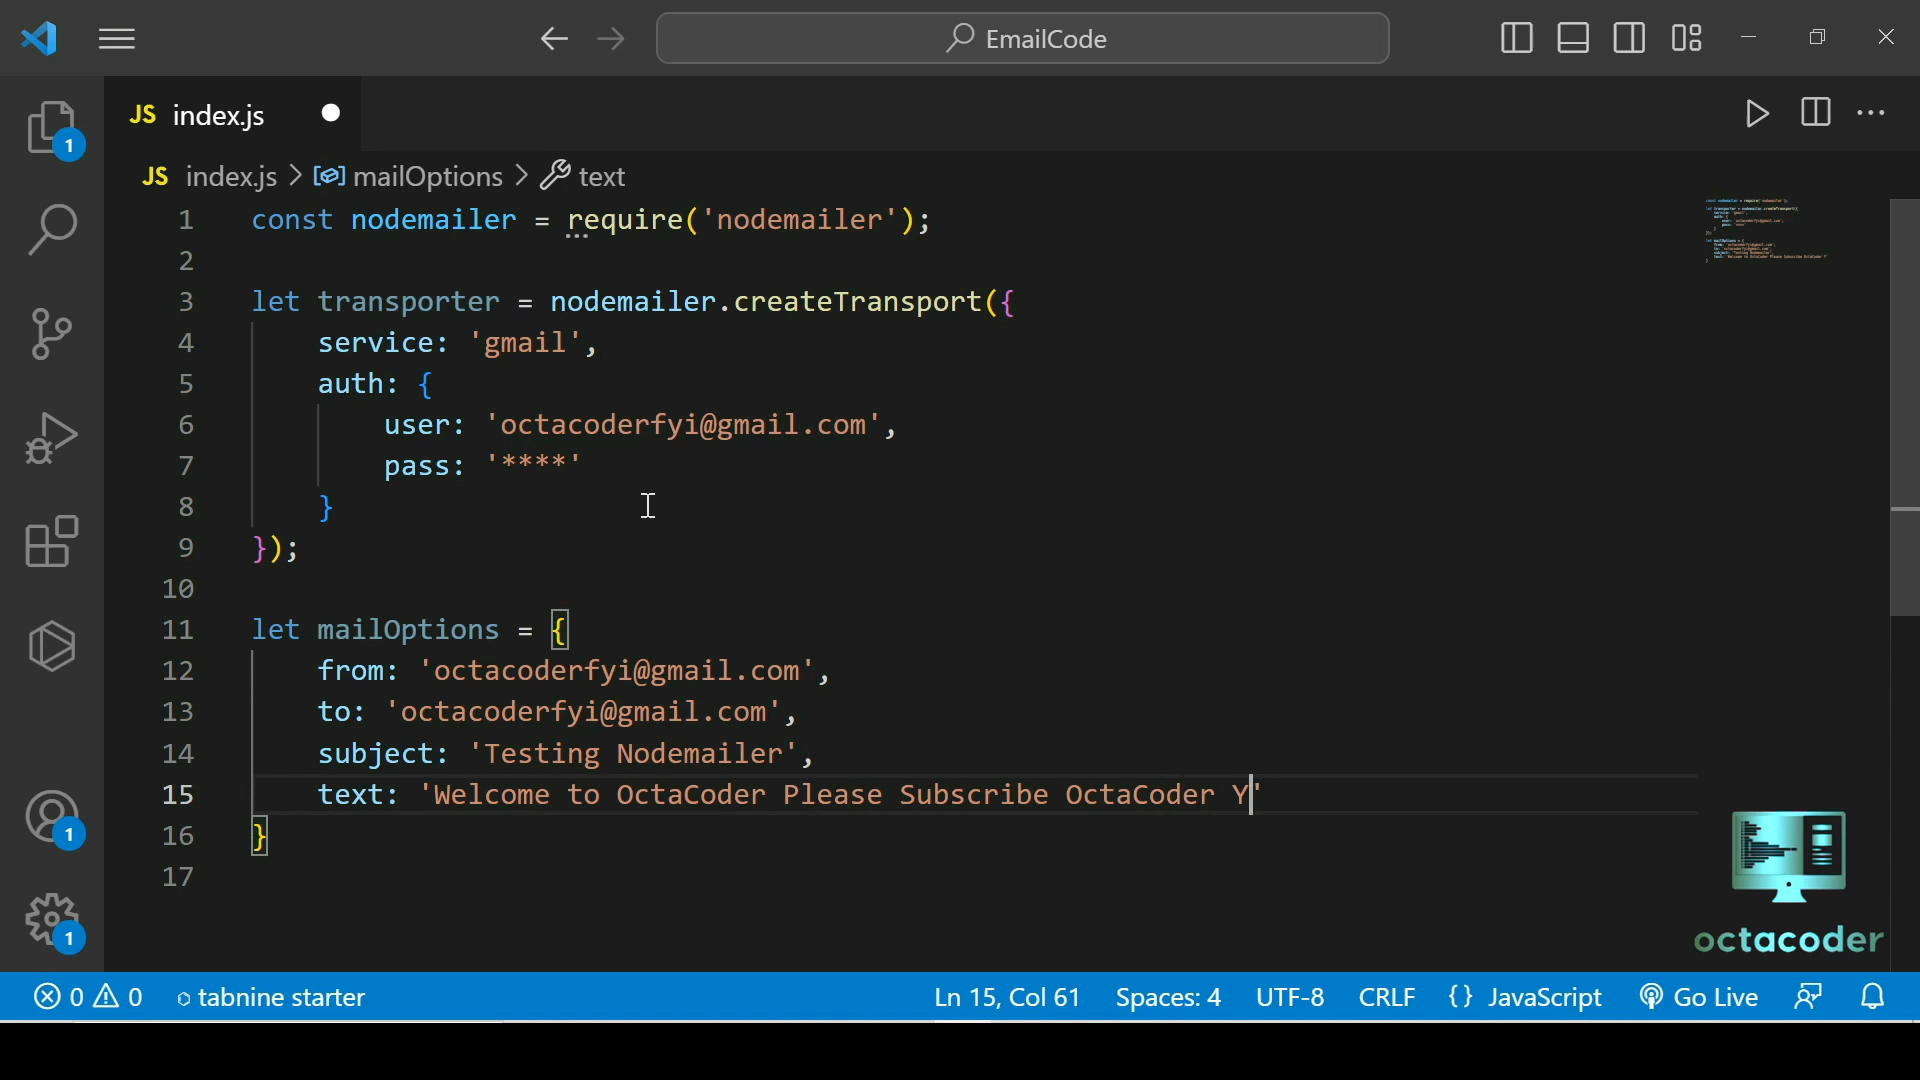 EmailCode
JS index.js
JS index.js > mailOptions > text
1 const nodemailer = require('nodemailer');
2
3 let transporter = nodemailer.createTransport({
4 service: 'gmail',
5 auth: {
6 user: 'octacoderfyi@gmail.com',
7 pass: '****'
8 }
9 });
10
11 let mailOptions = {
12 from: 'octacoderfyi@gmail.com',
13 to: 'octacoderfyi@gmail.com',
14 subject: 'Testing Nodemailer',
15 text: 'Welcome to OctaCoder Please Subscribe OctaCoder Y'
16 }
17
1
1
1
octacoder
0 0 tabnine starter Ln 15, Col 61 Spaces: 4 UTF-8 CRLF {} JavaScript Go Live